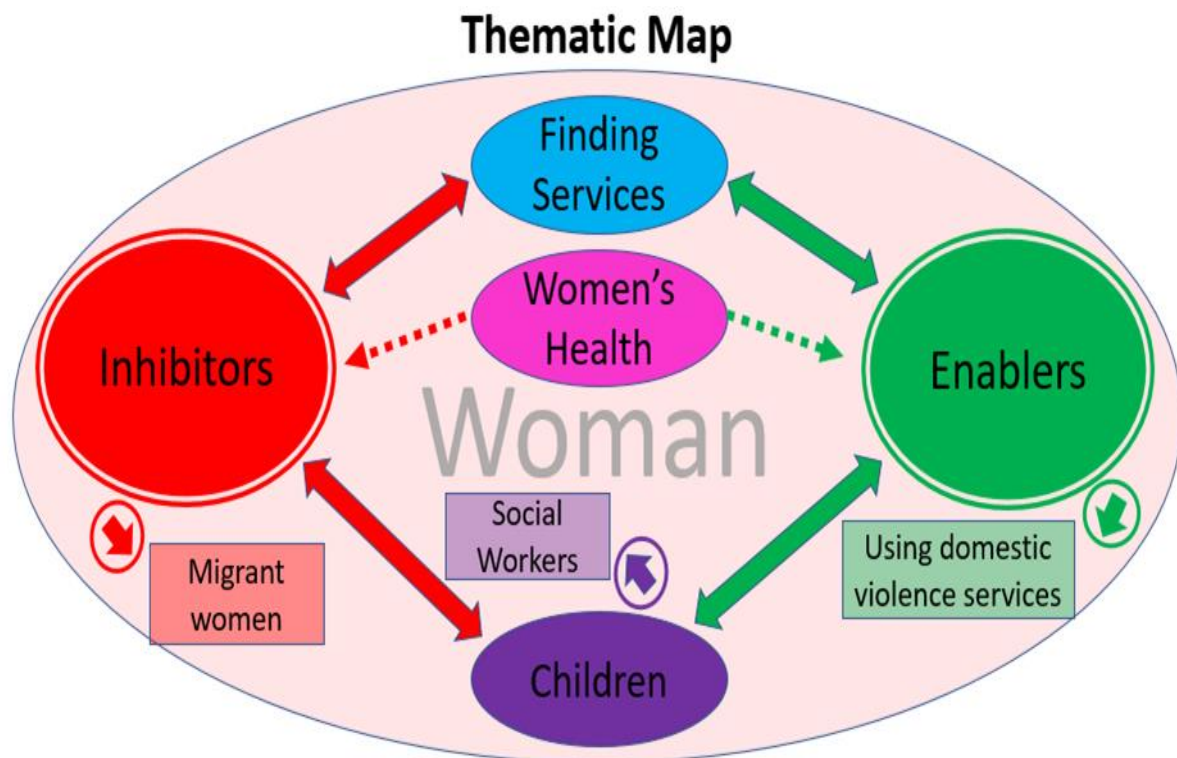 Thematic Map
Finding
Services
Women’s
Health
Inhibitors
Enablers
Woman
Social
Workers
Migrant
women
Using domestic
violence services
Children